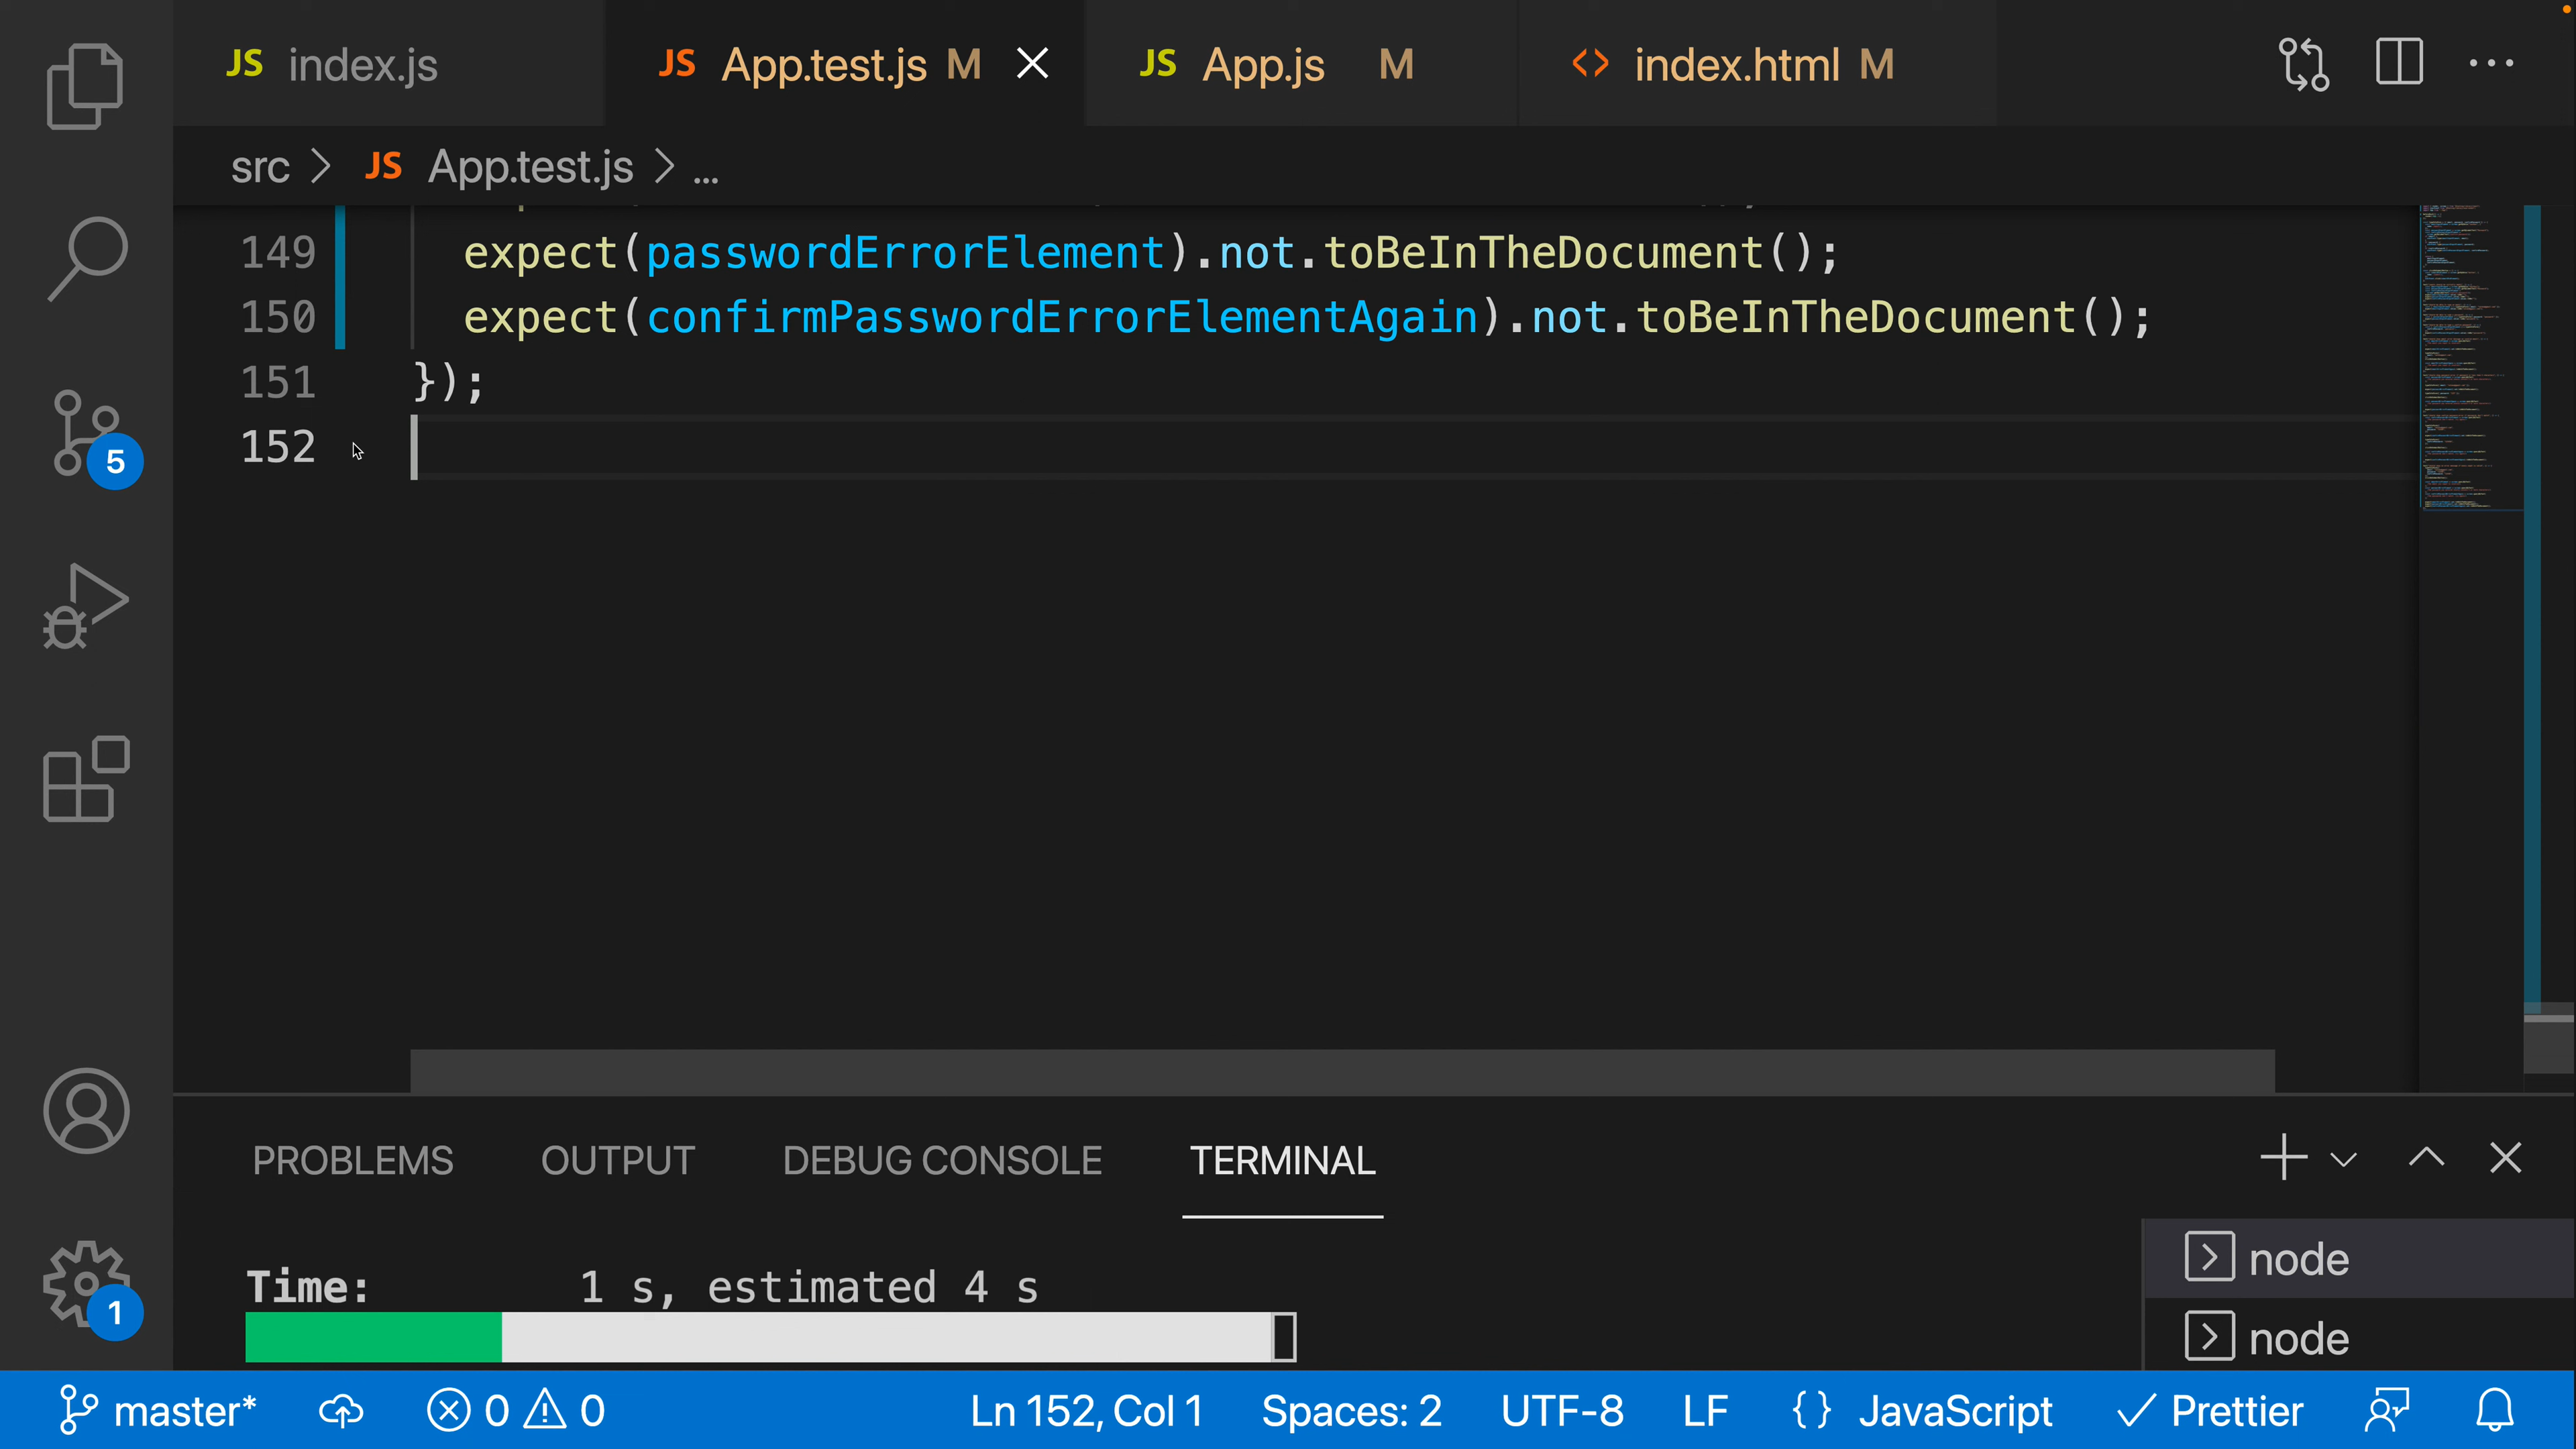 JS index.js JS App.test.js M JS App.js M <> index.html M
src > JS App.test.js > ...
149 expect(passwordErrorElement).not.toBeInTheDocument();
150 expect(confirmPasswordErrorElementAgain).not.toBeInTheDocument();
151 });
152
5
1
PROBLEMS OUTPUT DEBUG CONSOLE TERMINAL
Time: 1 s, estimated 4 s
node
node
master* 0 0 Ln 152, Col 1 Spaces: 2 UTF-8 LF {} JavaScript Prettier